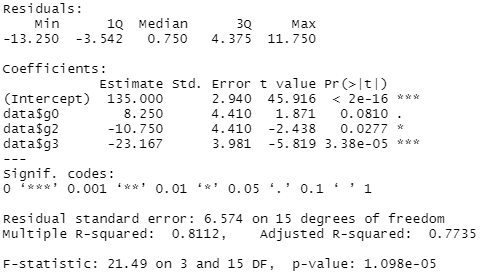 Residuals:
Min 1Q Median 3Q Max
-13.250 -3.542 0.750 4.375 11.750
Coefficients:
Estimate Std. Error t value Pr(>|t|)
(Intercept) 135.000 2.940 45.916 < 2e-16 ***
data$g0 8.250 4.410 1.871 0.0810 .
data$g2 -10.750 4.410 -2.438 0.0277 *
data$g3 -23.167 3.981 -5.819 3.38e-05 ***
---
Signif. codes:
0 ‘***’ 0.001 ‘**’ 0.01 ‘*’ 0.05 ‘.’ 0.1 ‘ ’ 1
Residual standard error: 6.574 on 15 degrees of freedom
Multiple R-squared: 0.8112, Adjusted R-squared: 0.7735
F-statistic: 21.49 on 3 and 15 DF, p-value: 1.098e-05